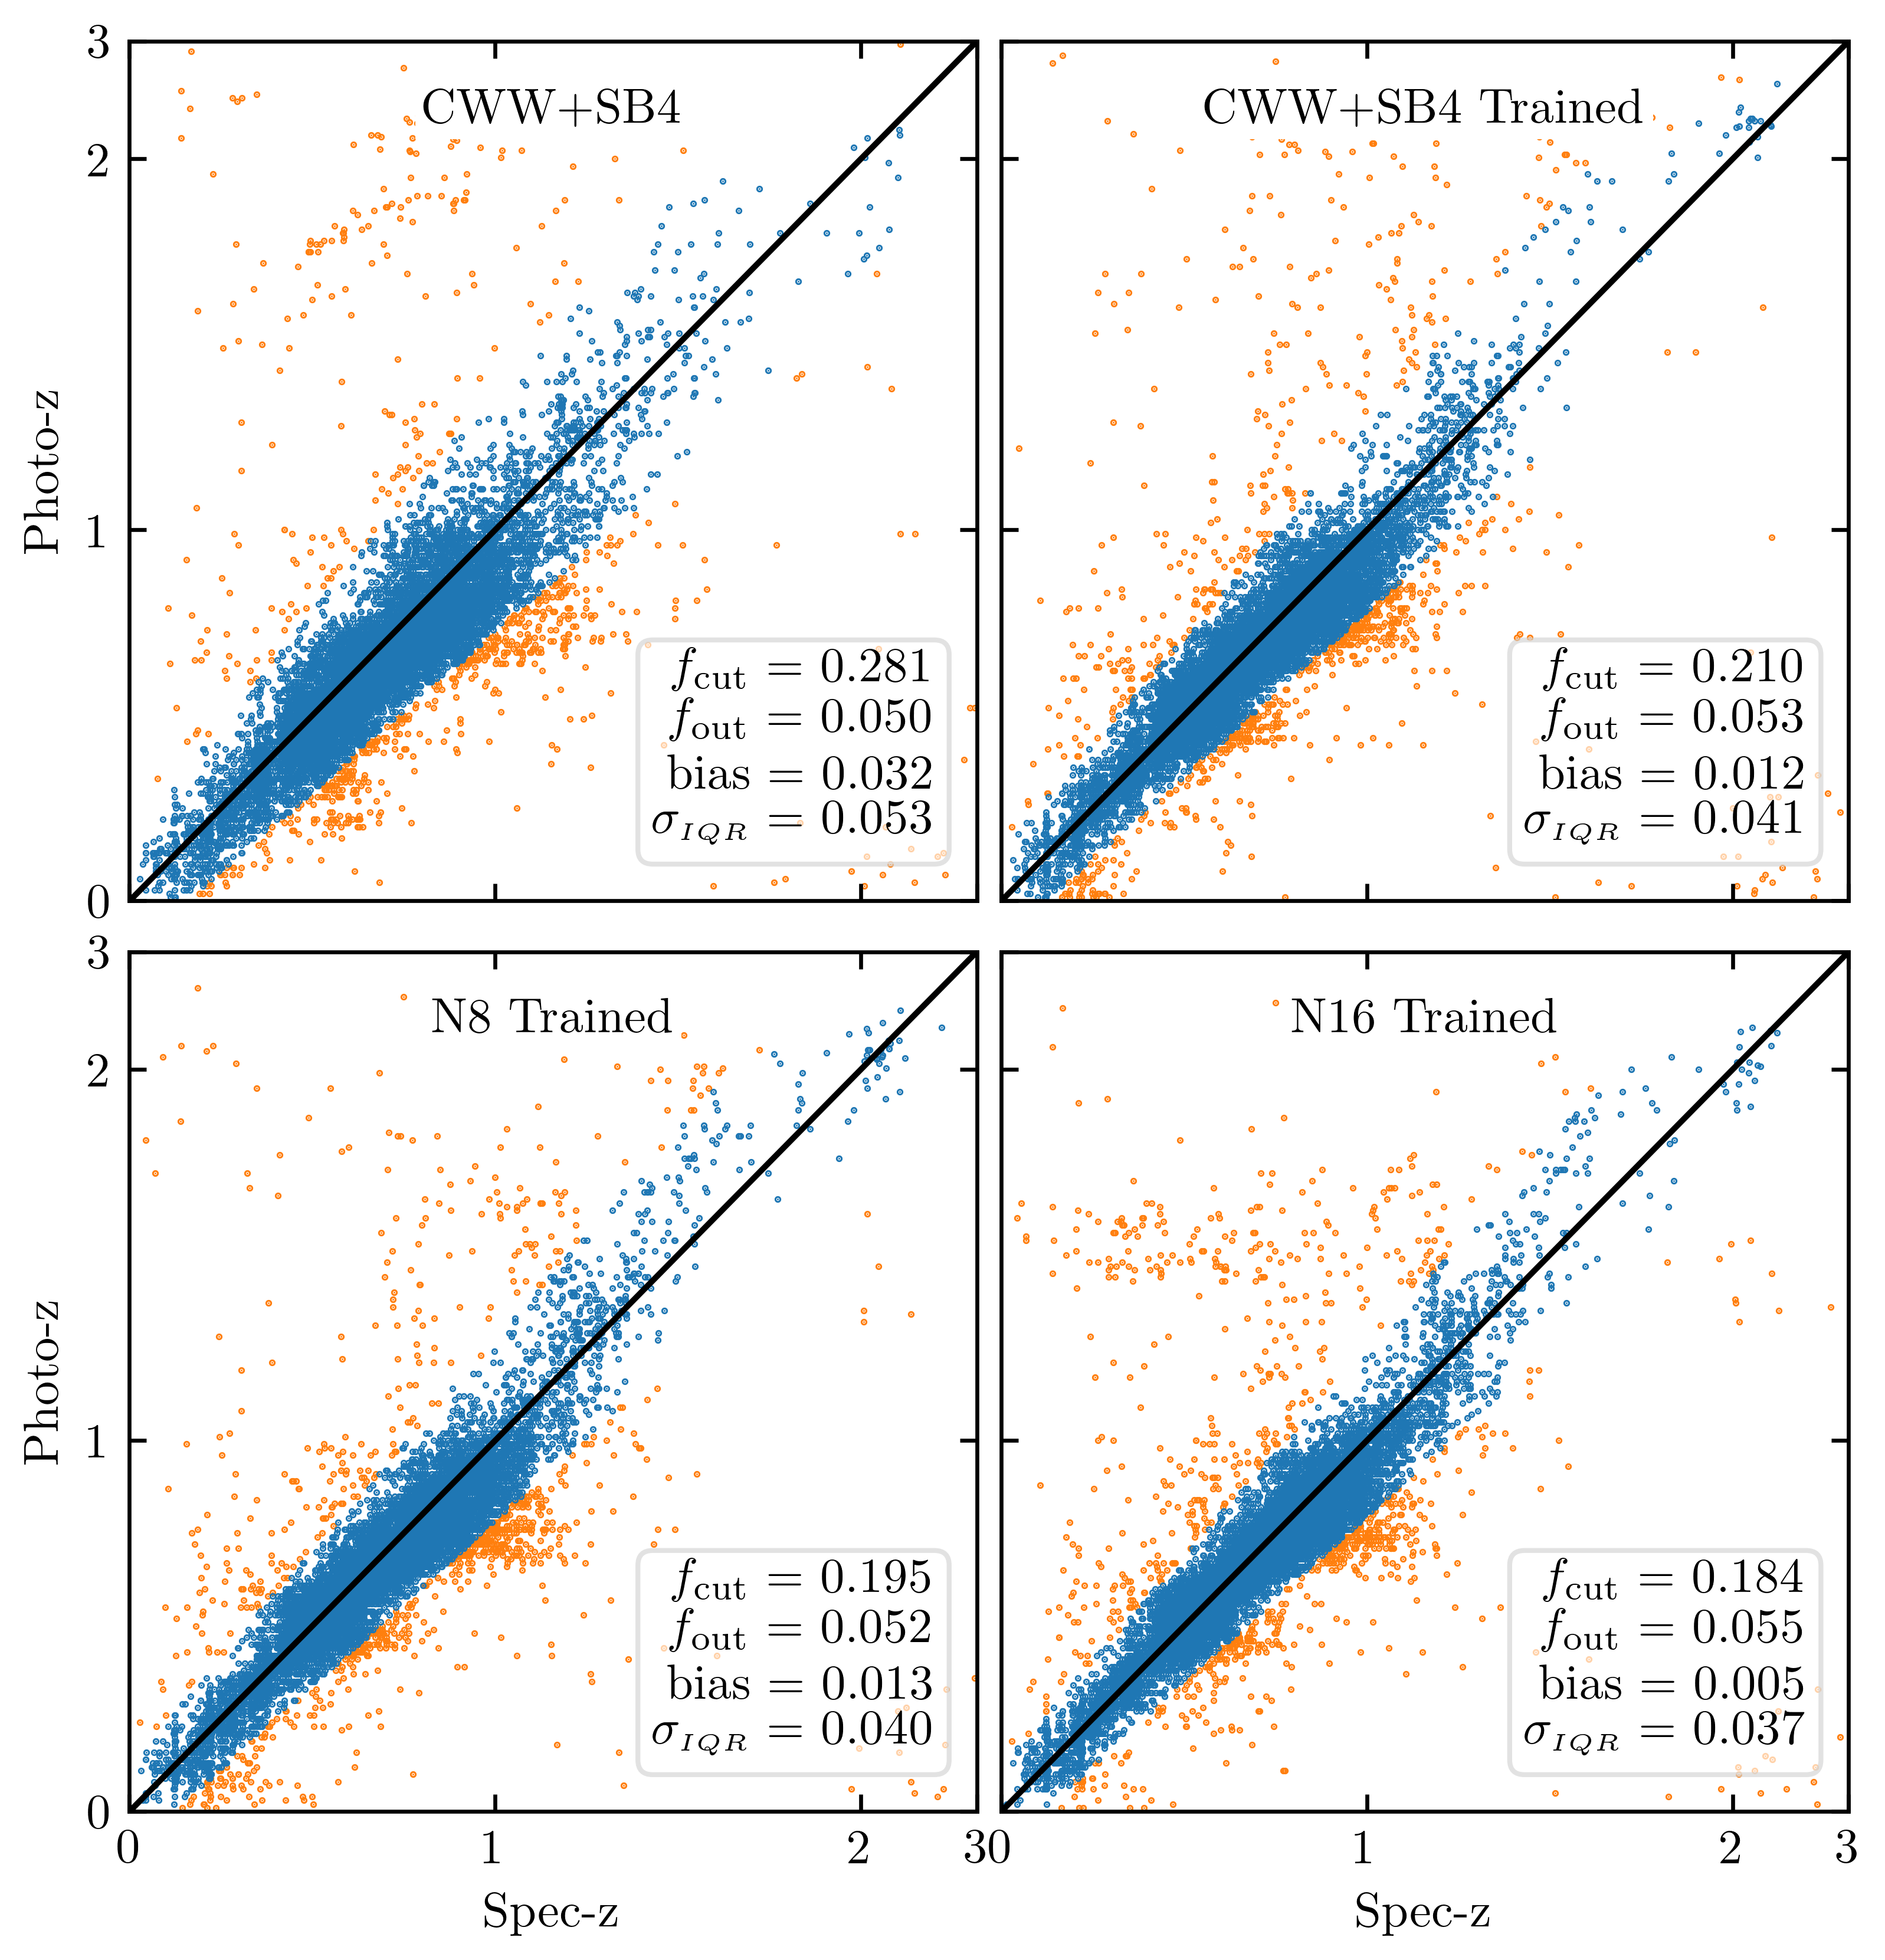 CWW+SB4
3
2
1
0
Photo-z
f_cut = 0.281
f_out = 0.050
bias = 0.032
σ_IQR = 0.053
CWW+SB4 Trained
f_cut = 0.210
f_out = 0.053
bias = 0.012
σ_IQR = 0.041
N8 Trained
3
2
1
0
Photo-z
f_cut = 0.195
f_out = 0.052
bias = 0.013
σ_IQR = 0.040
0 1 2 3
Spec-z
N16 Trained
f_cut = 0.184
f_out = 0.055
bias = 0.005
σ_IQR = 0.037
0 1 2 3
Spec-z